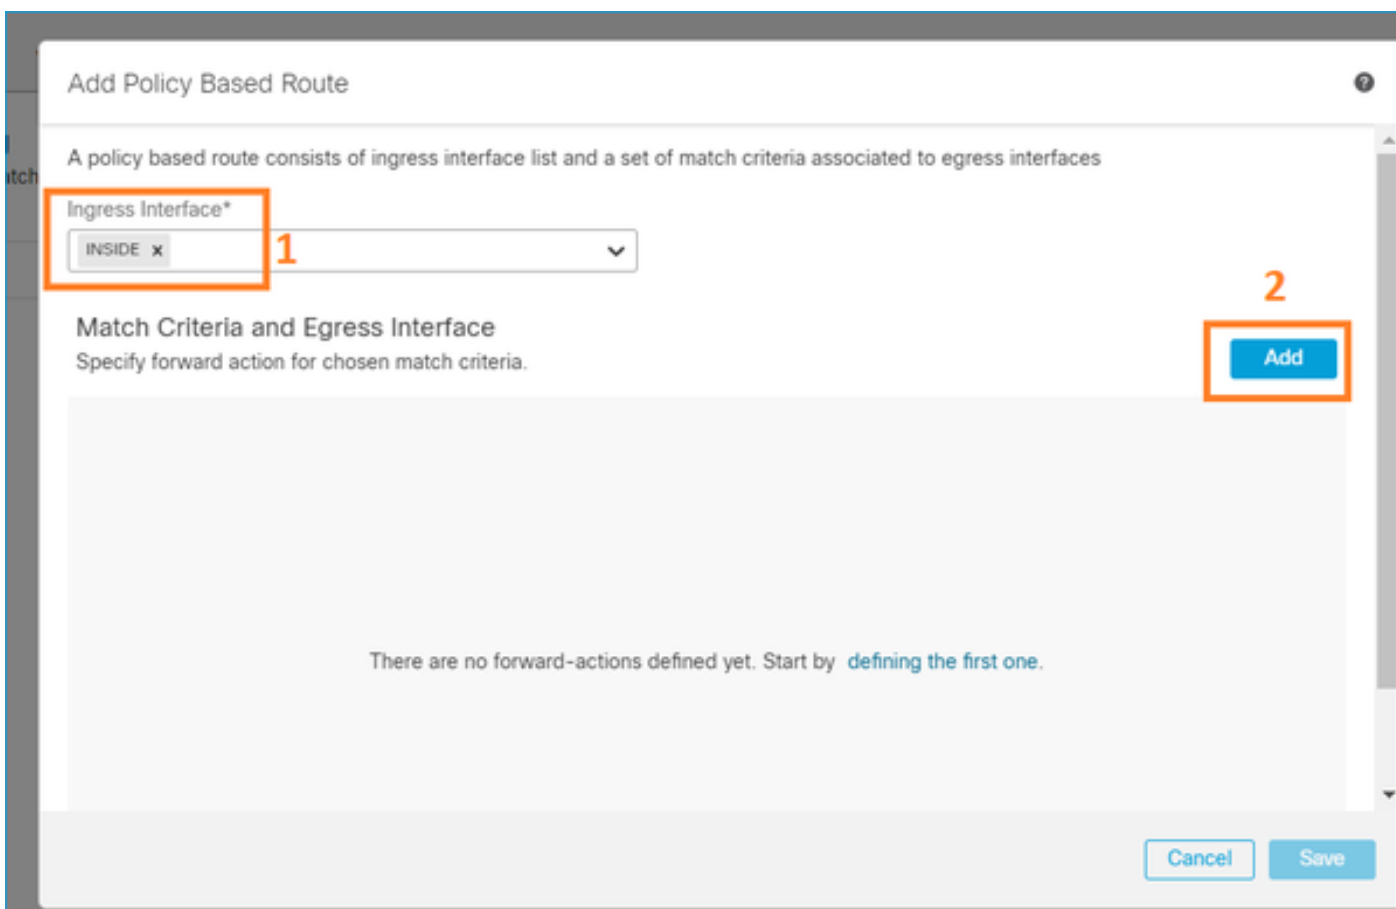 Add Policy Based Route
A policy based route consists of ingress interface list and a set of match criteria associated to egress interfaces
atch
Ingress Interface*
INSIDE x
1
2
Match Criteria and Egress Interface
Specify forward action for chosen match criteria.
Add
There are no forward-actions defined yet. Start by defining the first one.
Cancel
Save